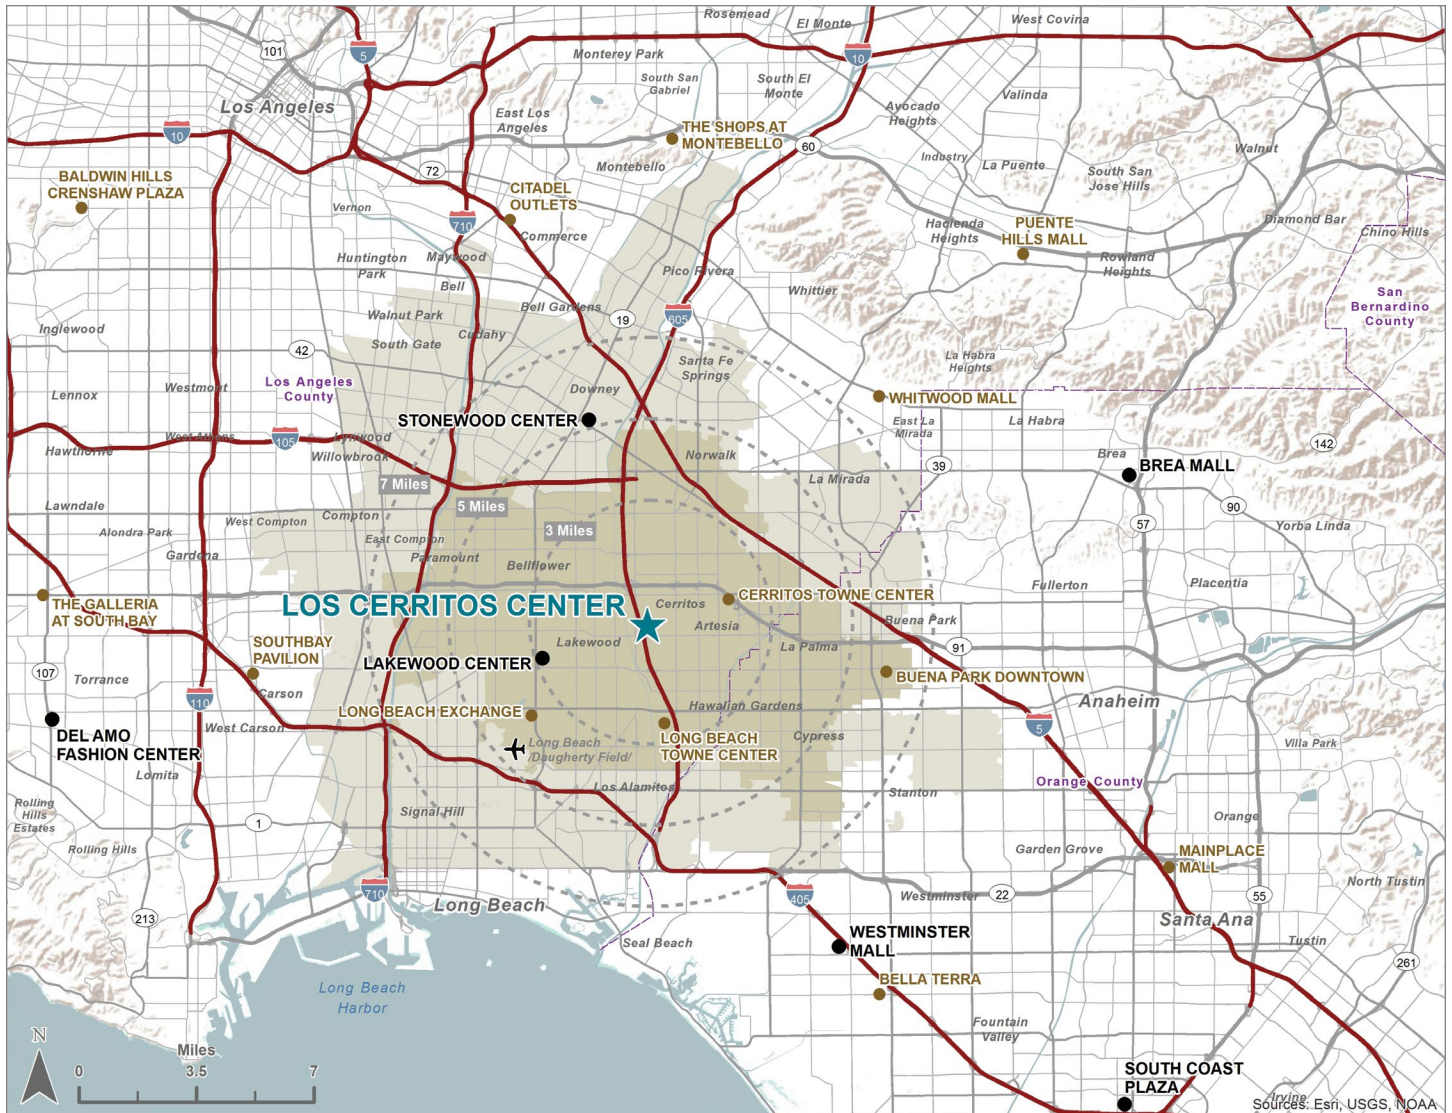 Rosemead
El Monte
West Covina
101
5
10
Monterey Park
South San
Gabriel
South El
Monte
Los Angeles
East Los
Angeles
Avocado
Heights
Valinda
10
THE SHOPS AT
MONTEBELLO
60
Walnut
Industry
La Puente
BALDWIN HILLS
CRENSHAW PLAZA
72
Montebello
South San
Jose Hills
CITADEL
OUTLETS
Vernon
710
Commerce
Hacienda
Heights
PUENTE
HILLS MALL
Diamond Bar
Chino Hills
Huntington
Park
Maywood
Bell
Pico Rivera
Rowland
Heights
Whittier
San
Bernardino
County
Walnut Park
Bell Gardens
19
605
Inglewood
Cudahy
South Gate
42
Santa Fe
Springs
La Habra
Heights
Los Angeles
County
Westmont
Lennox
Downey
WHITWOOD MALL
STONEWOOD CENTER
East La
Mirada
La Habra
West Athens
105
Lynwood
Hawthorne
Willowbrook
Norwalk
142
Brea
39
BREA MALL
7 Miles
La Mirada
5 Miles
Lawndale
West Compton
Compton
90
57
Yorba Linda
Alondra Park
3 Miles
East Compton
Gardena
Paramount
Bellflower
Fullerton
Placentia
THE GALLERIA
AT SOUTH BAY
LOS CERRITOS CENTER
Cerritos
CERRITOS TOWNE CENTER
Artesia
Buena Park
SOUTHBAY
PAVILION
Lakewood
La Palma
91
LAKEWOOD CENTER
107
Torrance
Carson
BUENA PARK DOWNTOWN
110
LONG BEACH EXCHANGE
Hawaiian Gardens
Anaheim
DEL AMO
FASHION CENTER
West Carson
LONG BEACH
TOWNE CENTER
Cypress
5
Long Beach
/Daugherty Field/
Villa Park
Lomita
Los Alamitos
Orange County
Stanton
Rolling
Hills
Estates
Signal Hill
1
Orange
Rolling Hills
Garden Grove
MAINPLACE
MALL
710
405
Westminster
22
55
North Tustin
213
Long Beach
Santa Ana
WESTMINSTER
MALL
Seal Beach
Tustin
261
BELLA TERRA
Long Beach
Harbor
Fountain
Valley
N
Miles
0
3.5
7
SOUTH COAST
PLAZA
Irvine
Sources: Esri, USGS, NOAA